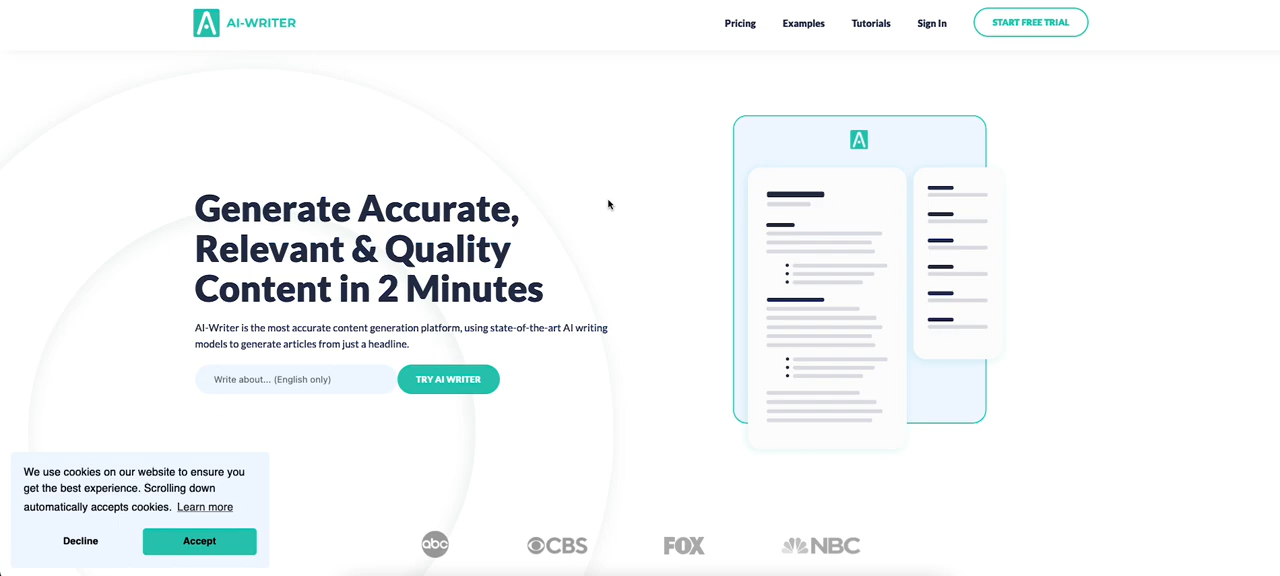 AI-WRITER
Pricing
Examples
Tutorials
Sign In
START FREE TRIAL
Generate Accurate,
Relevant & Quality
Content in 2 Minutes
AI-Writer is the most accurate content generation platform, using state-of-the-art AI writing
models to generate articles from just a headline.
Write about... (English only)
TRY AI WRITER
We use cookies on our website to ensure you
get the best experience. Scrolling down
automatically accepts cookies. Learn more
Decline
Accept
abc
CBS
FOX
NBC